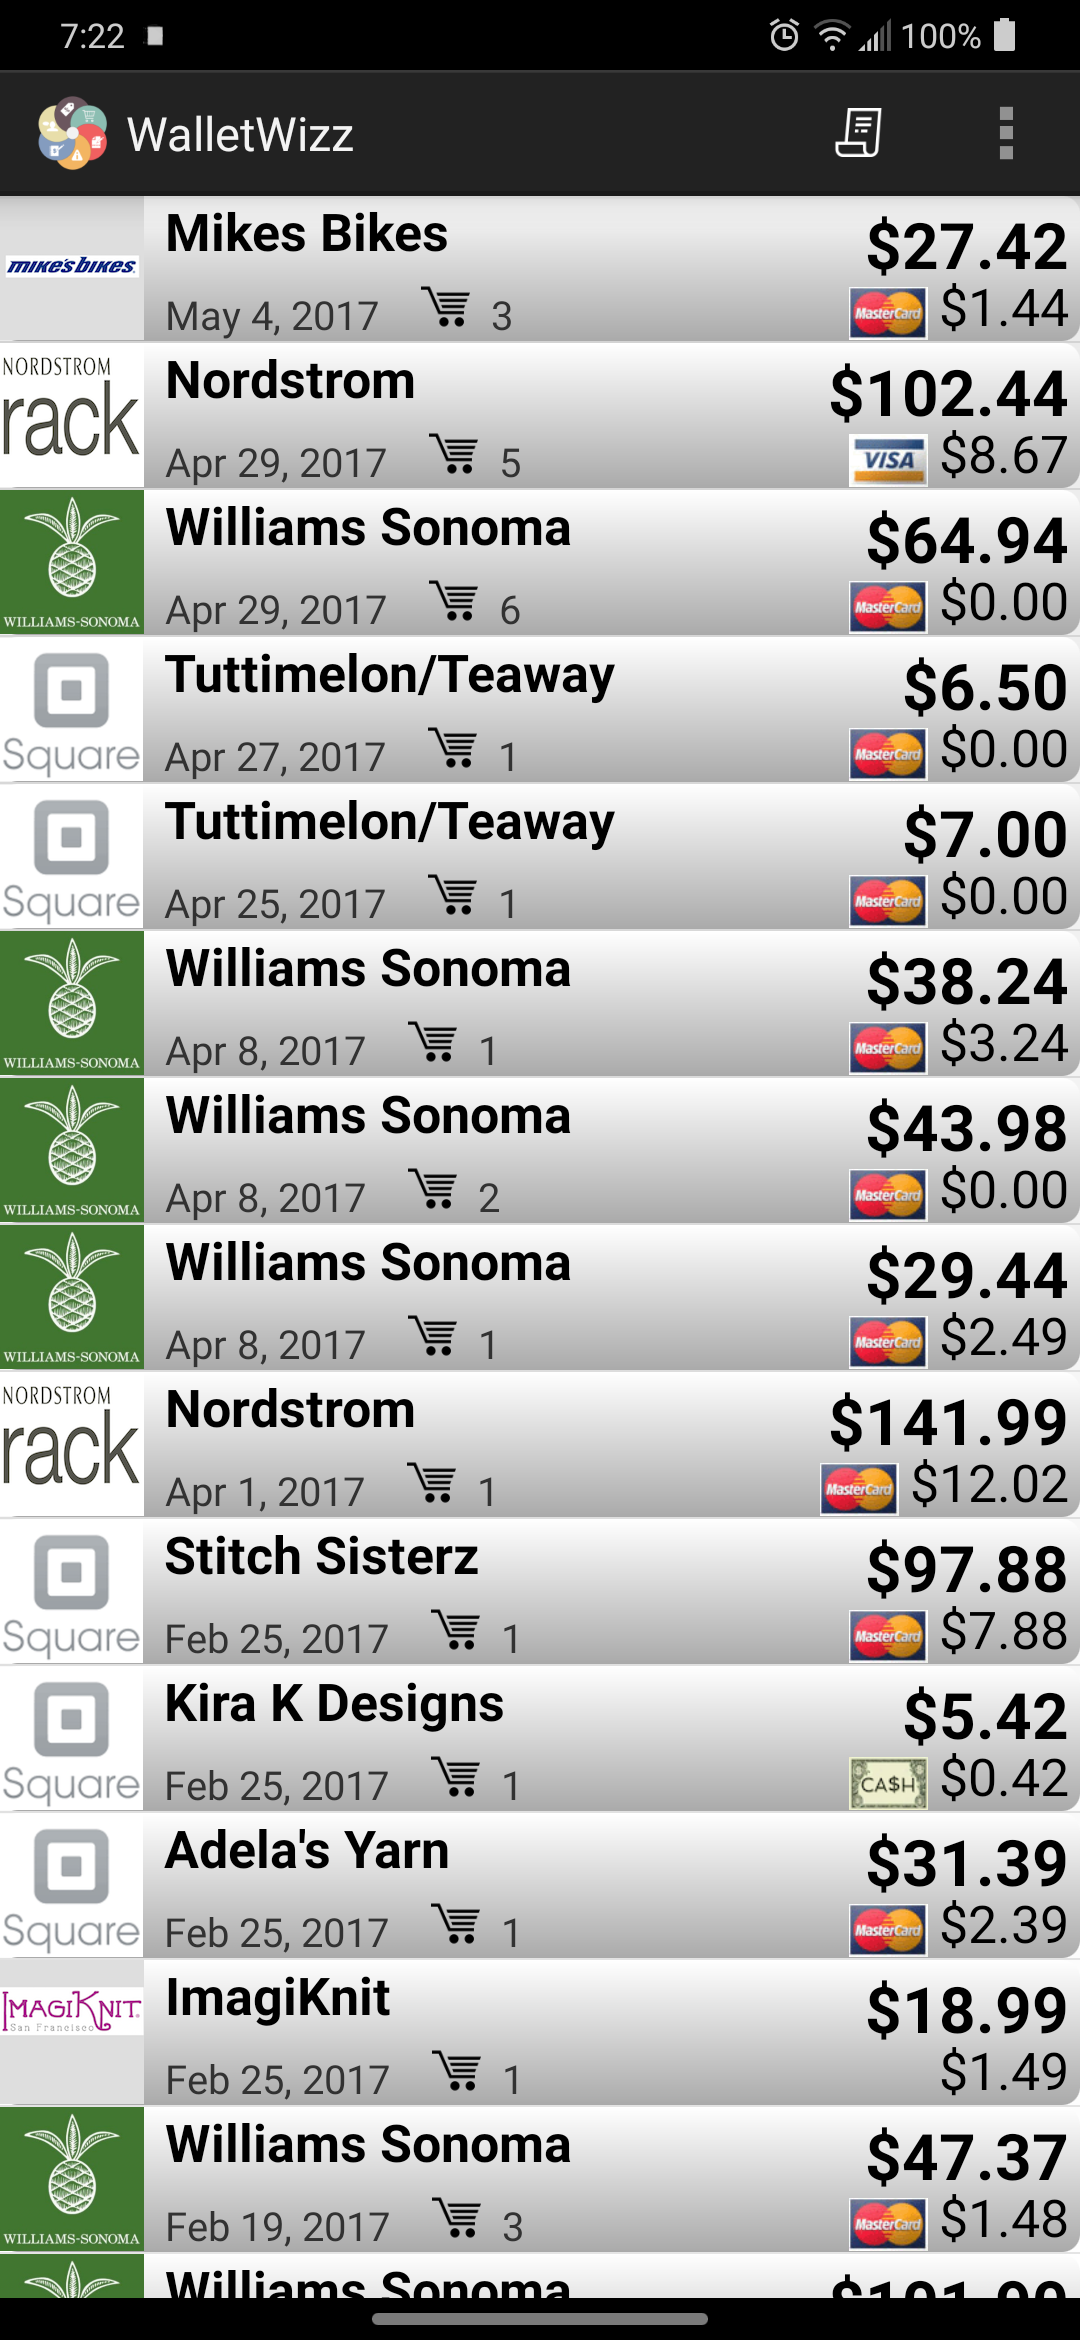 7:22 100%
WalletWizz
mike'sbikes.
Mikes Bikes $27.42
May 4, 2017 3 MasterCard $1.44
NORDSTROM
rack
Nordstrom $102.44
Apr 29, 2017 5 VISA $8.67
WILLIAMS-SONOMA
Williams Sonoma $64.94
Apr 29, 2017 6 MasterCard $0.00
Square
Tuttimelon/Teaway $6.50
Apr 27, 2017 1 MasterCard $0.00
Square
Tuttimelon/Teaway $7.00
Apr 25, 2017 1 MasterCard $0.00
WILLIAMS-SONOMA
Williams Sonoma $38.24
Apr 8, 2017 1 MasterCard $3.24
WILLIAMS-SONOMA
Williams Sonoma $43.98
Apr 8, 2017 2 MasterCard $0.00
WILLIAMS-SONOMA
Williams Sonoma $29.44
Apr 8, 2017 1 MasterCard $2.49
NORDSTROM
rack
Nordstrom $141.99
Apr 1, 2017 1 MasterCard $12.02
Square
Stitch Sisterz $97.88
Feb 25, 2017 1 MasterCard $7.88
Square
Kira K Designs $5.42
Feb 25, 2017 1 CA$H $0.42
Square
Adela's Yarn $31.39
Feb 25, 2017 1 MasterCard $2.39
IMAGIKNIT
San Francisco
ImagiKnit $18.99
Feb 25, 2017 1 $1.49
WILLIAMS-SONOMA
Williams Sonoma $47.37
Feb 19, 2017 3 MasterCard $1.48
Williams Sonoma